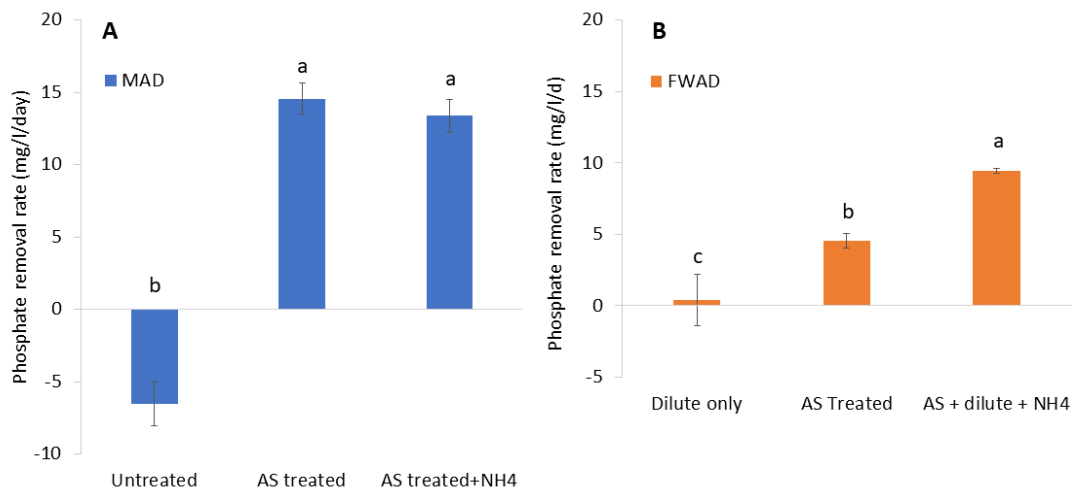 A
MAD
Phosphate removal rate (mg/l/day)
20
15
10
5
0
-5
-10
b
a
a
Untreated
AS treated
AS treated+NH4
B
FWAD
Phosphate removal rate (mg/l/d)
20
15
10
5
0
-5
c
b
a
Dilute only
AS Treated
AS + dilute + NH4